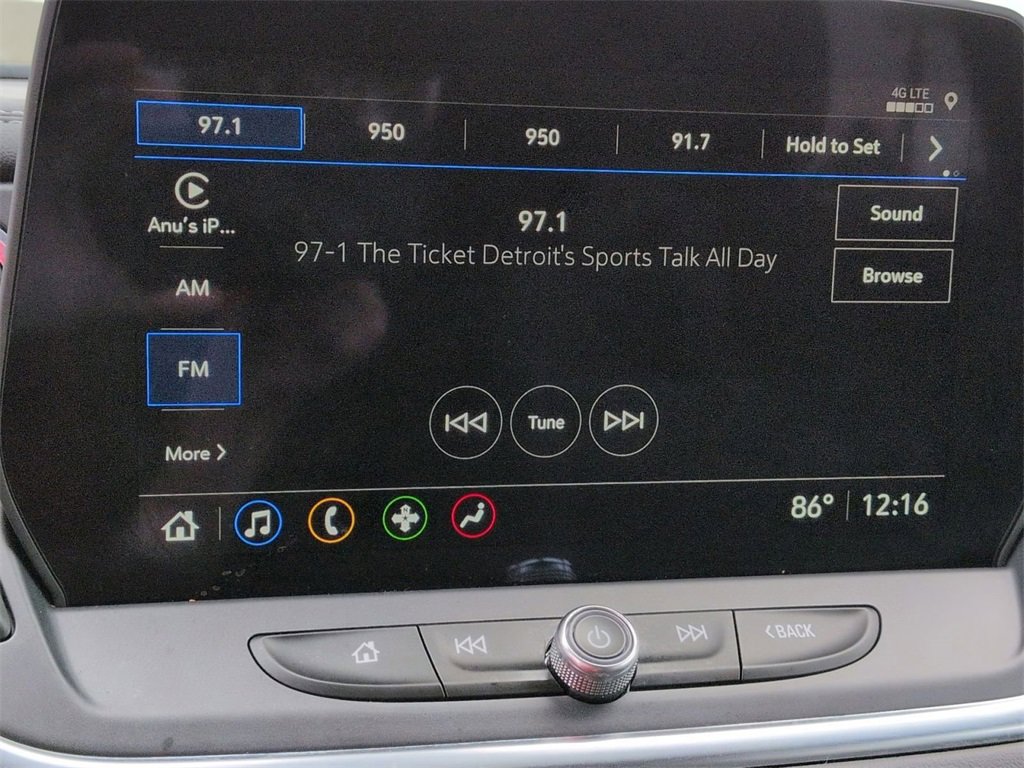 4G LTE
97.1
950
950
91.7
Hold to Set
Anu's iP...
97.1
Sound
97-1 The Ticket Detroit's Sports Talk All Day
Browse
AM
FM
Tune
More
N
86° 12:16
BACK